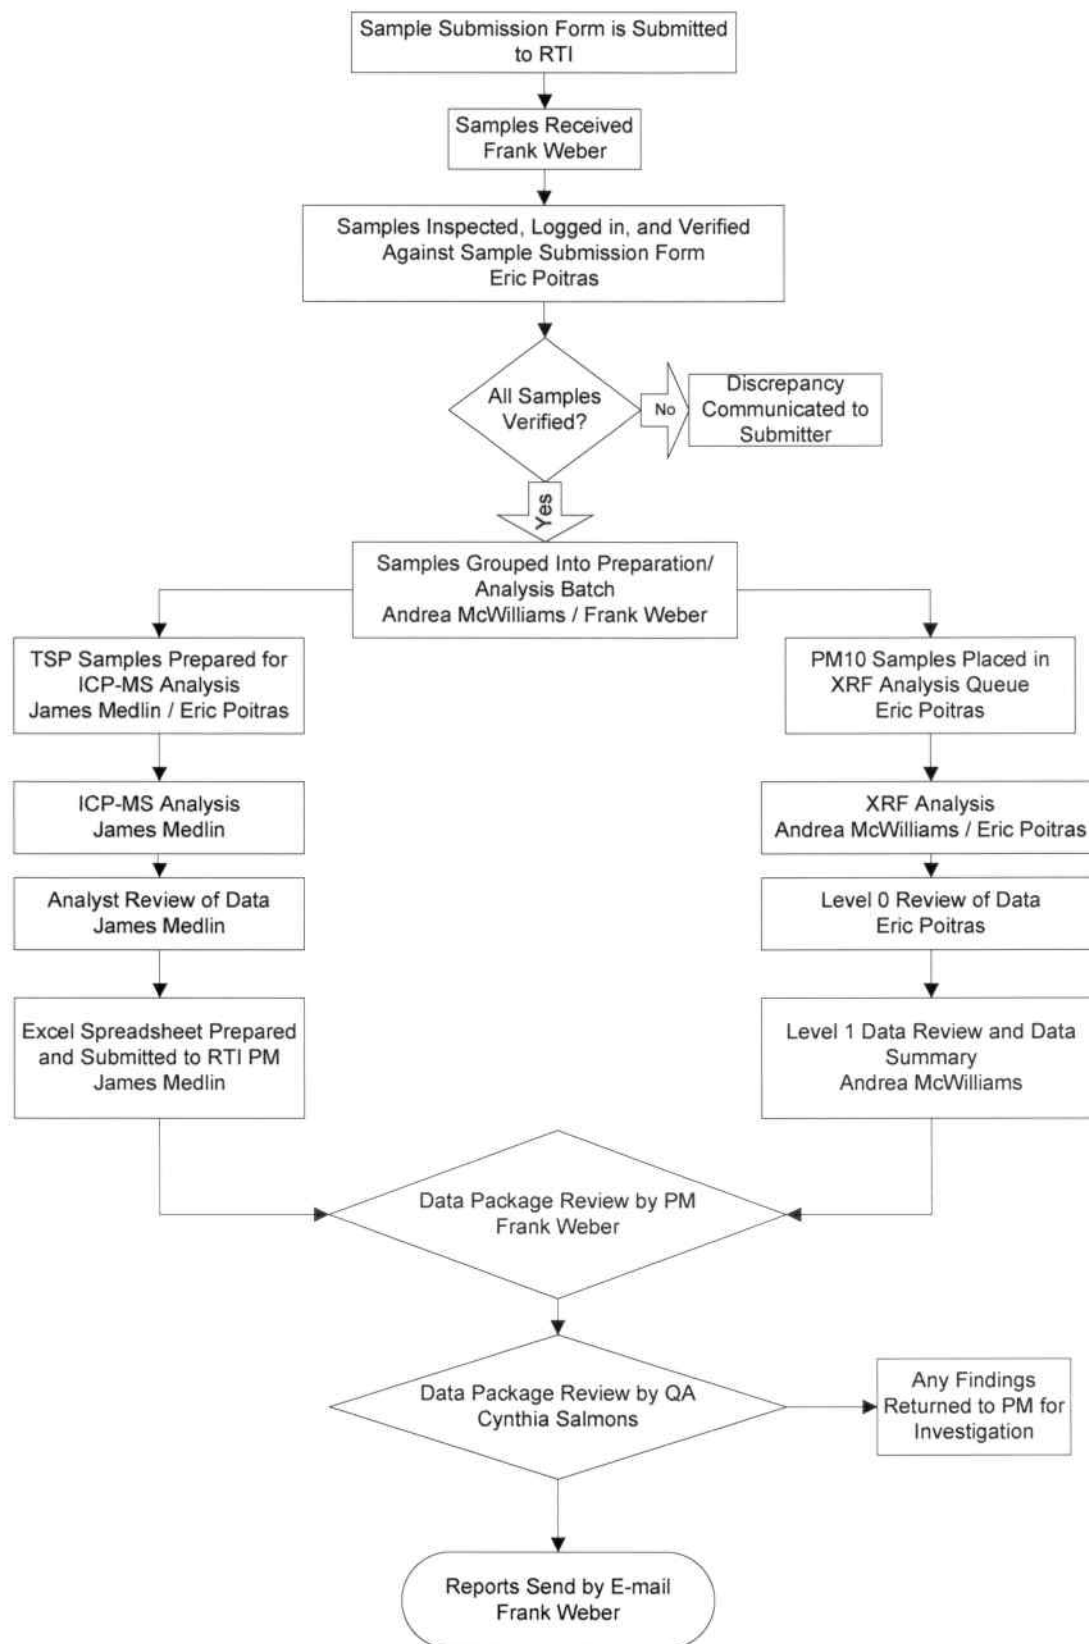 Sample Submission Form is Submitted
to RTI
Samples Received
Frank Weber
Samples Inspected, Logged in, and Verified
Against Sample Submission Form
Eric Poitras
All Samples
Verified?
No
Discrepancy
Communicated to
Submitter
Yes
Samples Grouped Into Preparation/
Analysis Batch
Andrea McWilliams / Frank Weber
TSP Samples Prepared for
ICP-MS Analysis
James Medlin / Eric Poitras
PM10 Samples Placed in
XRF Analysis Queue
Eric Poitras
ICP-MS Analysis
James Medlin
XRF Analysis
Andrea McWilliams / Eric Poitras
Analyst Review of Data
James Medlin
Level 0 Review of Data
Eric Poitras
Excel Spreadsheet Prepared
and Submitted to RTI PM
James Medlin
Level 1 Data Review and Data
Summary
Andrea McWilliams
Data Package Review by PM
Frank Weber
Data Package Review by QA
Cynthia Salmons
Any Findings
Returned to PM for
Investigation
Reports Send by E-mail
Frank Weber